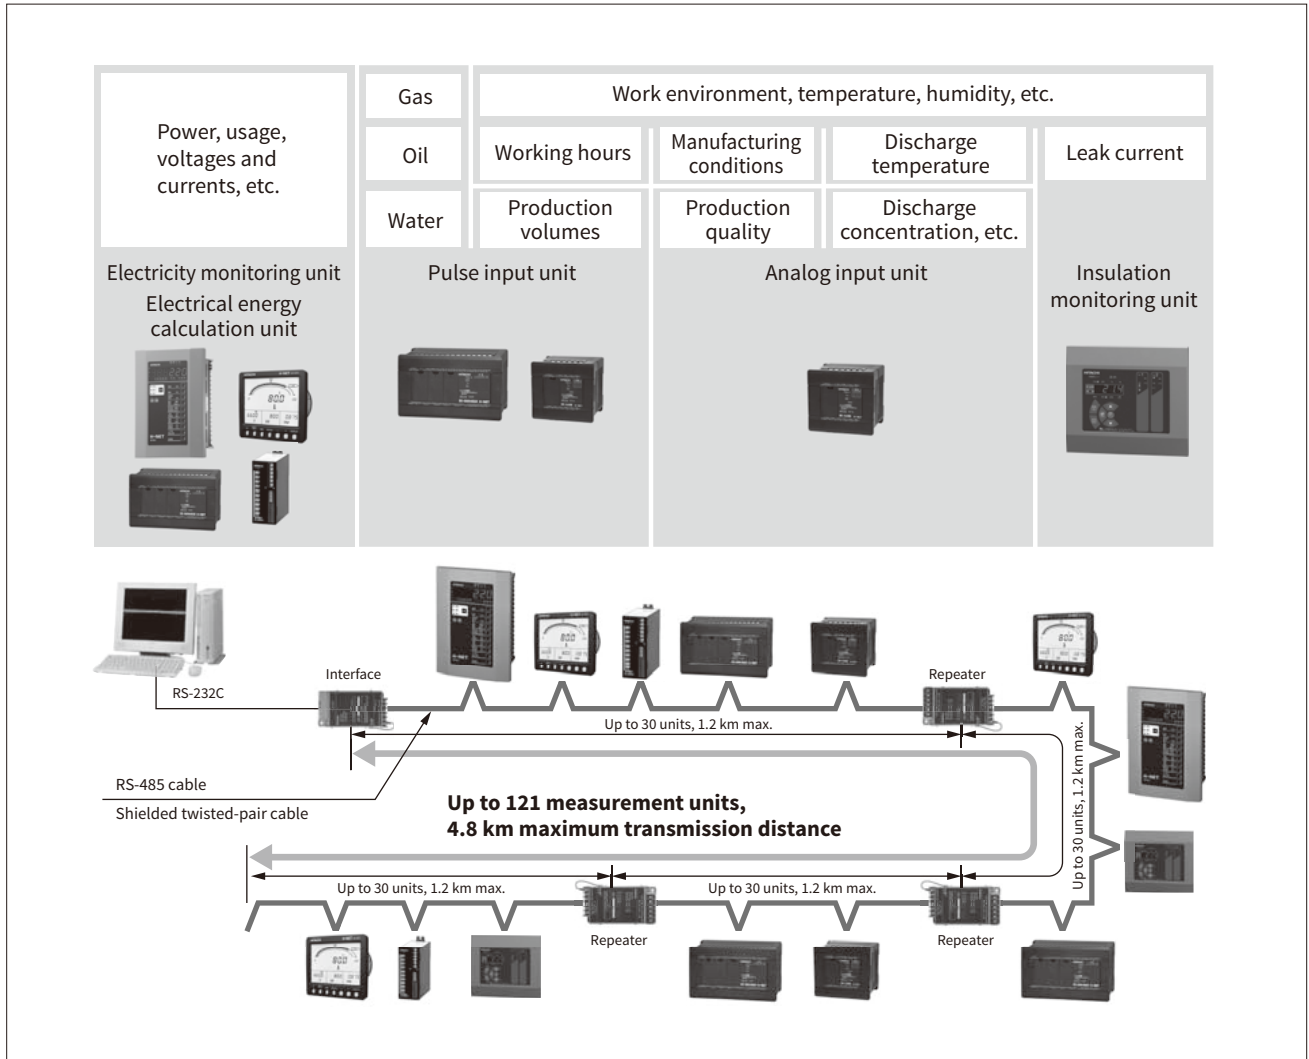 Power, usage,
voltages and
currents, etc.
Gas
Work environment, temperature, humidity, etc.
Oil
Working hours
Manufacturing
conditions
Discharge
temperature
Leak current
Water
Production
volumes
Production
quality
Discharge
concentration, etc.
Electricity monitoring unit
Electrical energy
calculation unit
Pulse input unit
Analog input unit
Insulation
monitoring unit
RS-232C
Interface
Repeater
Up to 30 units, 1.2 km max.
Up to 30 units, 1.2 km max.
RS-485 cable
Shielded twisted-pair cable
Up to 121 measurement units,
4.8 km maximum transmission distance
Up to 30 units, 1.2 km max.
Up to 30 units, 1.2 km max.
Repeater
Repeater